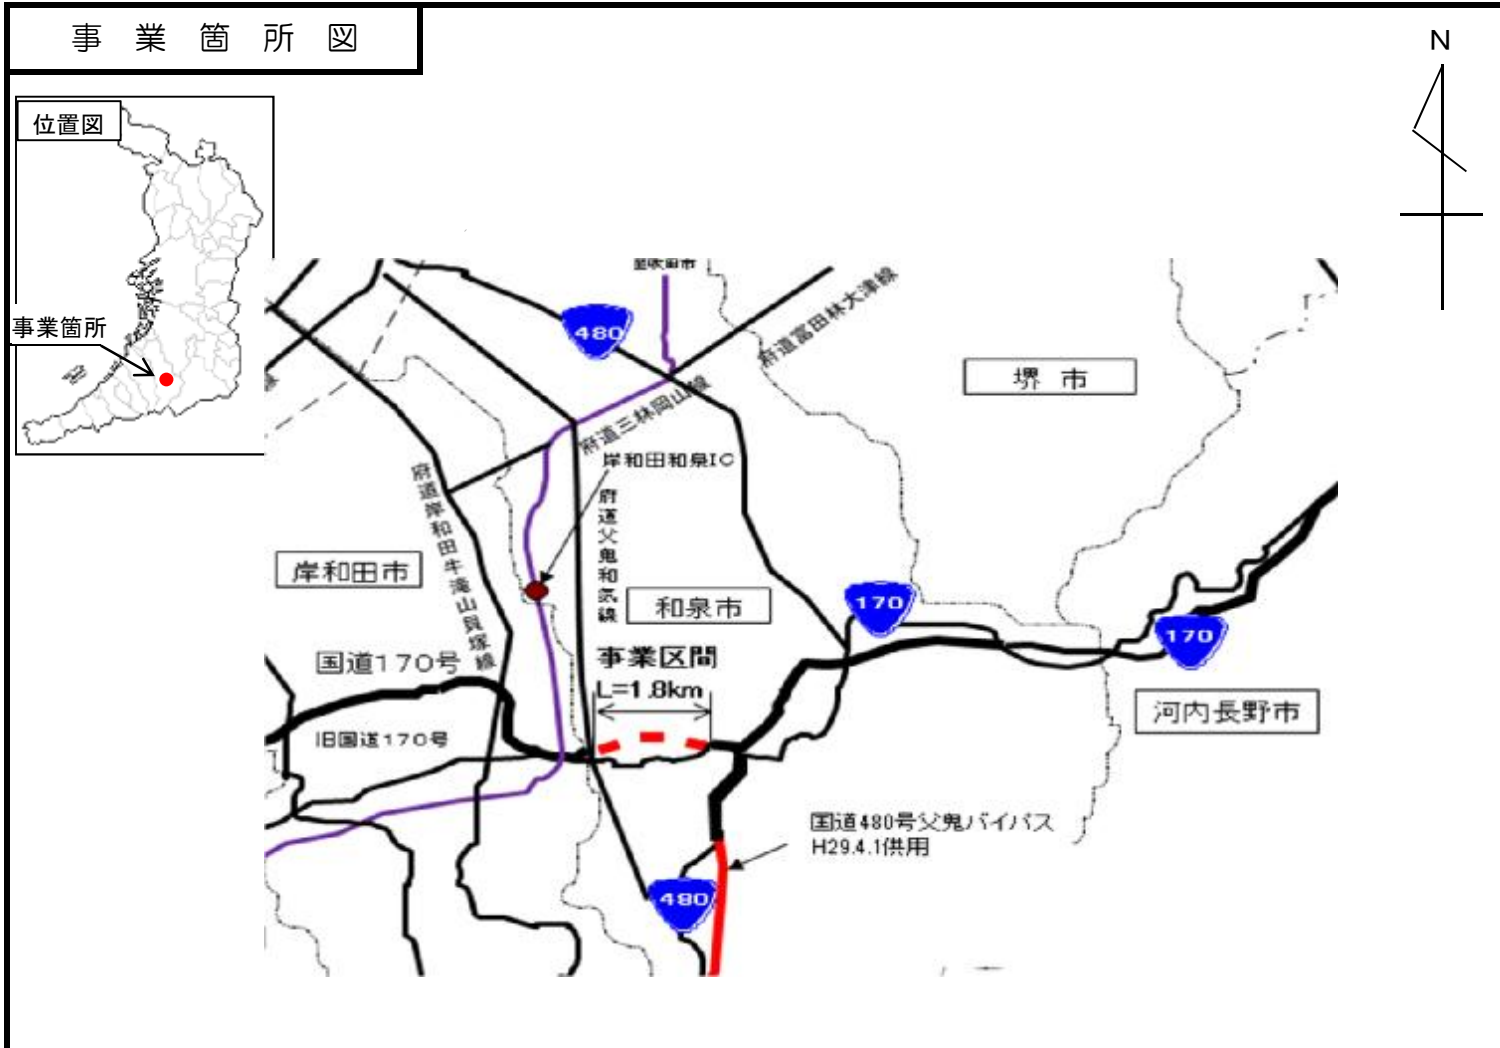 事業箇所図
N
位置図
事業箇所
480
府道富田林大津線
堺市
府道三林岡山線
岸和田和泉IC
府道岸和田牛滝山貝塚線
府道父鬼和気線
岸和田市
和泉市
170
170
国道170号
事業区間
L=1.8km
河内長野市
旧国道170号
国道480号父鬼バイパス
H29.4.1供用
480
線